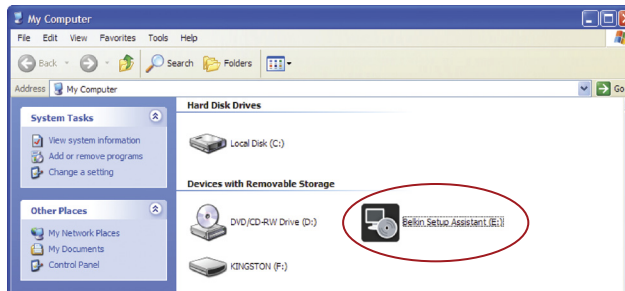 My Computer
File Edit View Favorites Tools Help
Back Search Folders
Address My Computer Go
Hard Disk Drives
System Tasks
View system information
Local Disk (C:)
Add or remove programs
Change a setting
Devices with Removable Storage
Other Places
DVD/CD-RW Drive (D:) Belkin Setup Assistant (E:)
My Network Places
My Documents
Control Panel
KINGSTON (F:)